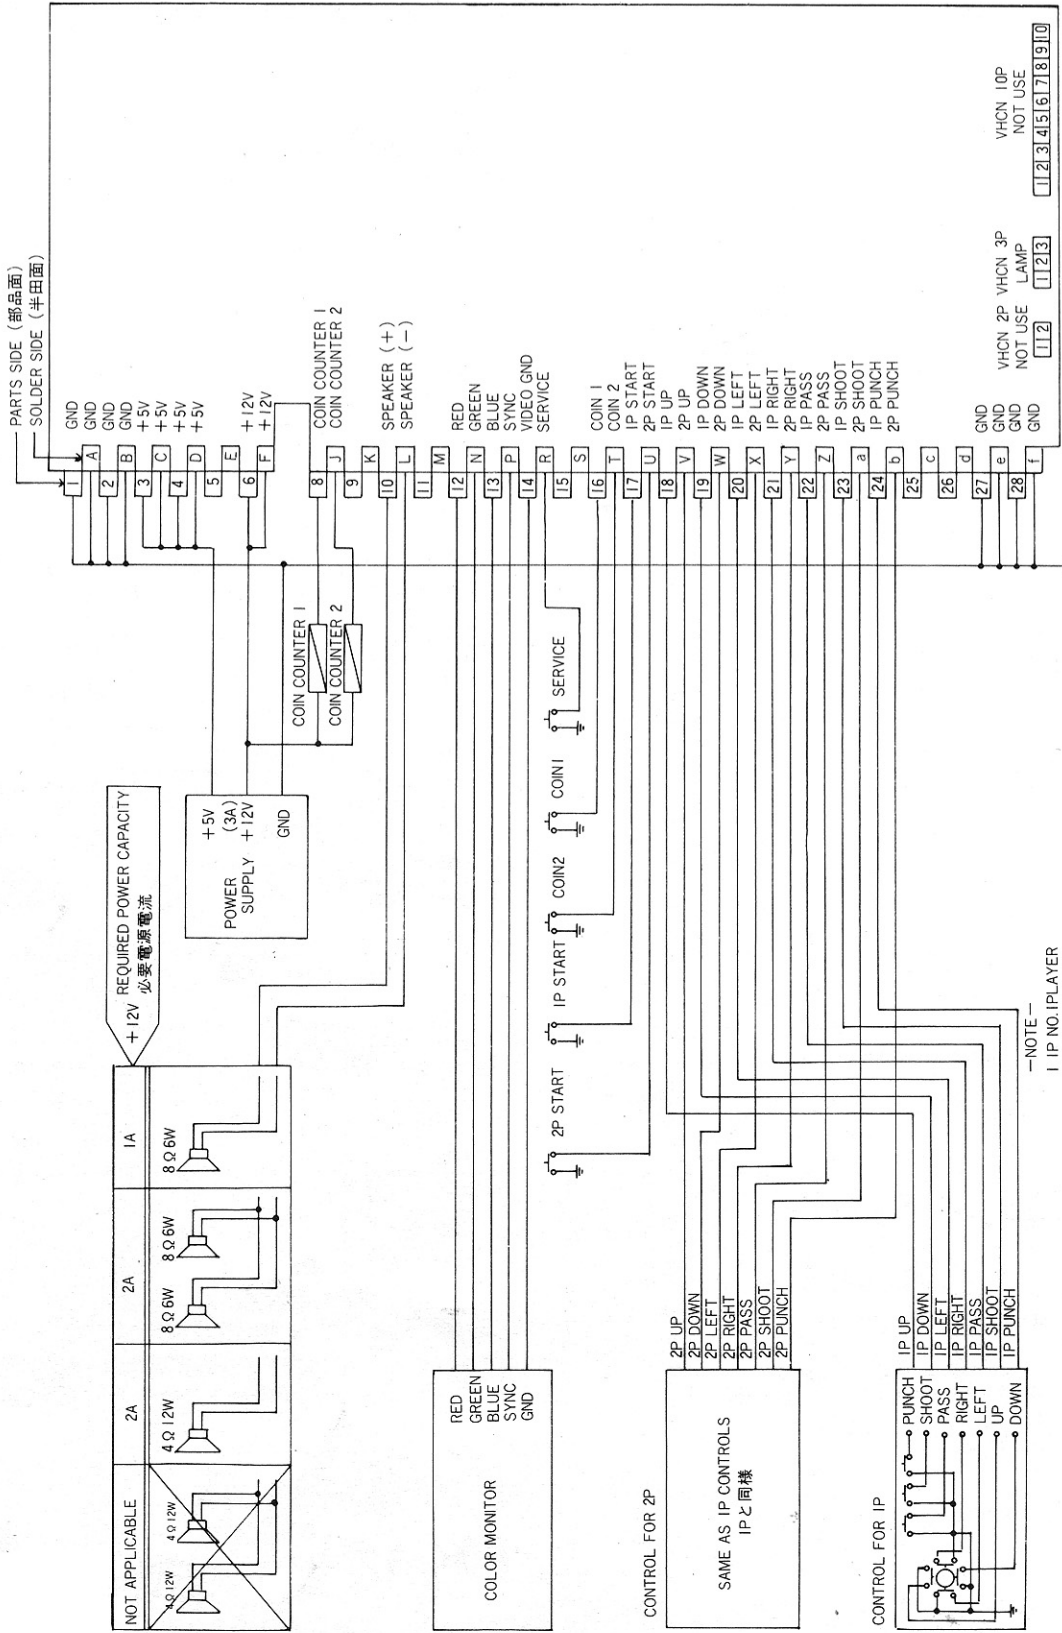 PARTS SIDE (部品面)
SOLDER SIDE (半田面)
GND
GND
GND
GND
+5V
+5V
+5V
+5V
+12V
+12V
COIN COUNTER 1
COIN COUNTER 2
SPEAKER (+)
SPEAKER (−)
RED
GREEN
BLUE
SYNC
VIDEO GND
SERVICE
COIN 1
COIN 2
1P START
2P START
1P UP
2P UP
1P DOWN
2P DOWN
1P LEFT
2P LEFT
1P RIGHT
2P RIGHT
1P PASS
2P PASS
1P SHOOT
2P SHOOT
1P PUNCH
2P PUNCH
GND
GND
GND
GND
1
A
2
B
3
C
4
D
5
E
6
F
8
J
9
K
10
L
11
M
12
N
13
P
14
R
15
S
16
T
17
U
18
V
19
W
20
X
21
Y
22
Z
23
a
24
b
25
c
26
d
27
e
28
f
VHCN 2P
NOT USE
1 2
VHCN 3P
LAMP
1 2 3
VHCN 10P
NOT USE
1 2 3 4 5 6 7 8 9 10
COIN COUNTER 1
COIN COUNTER 2
+12V REQUIRED POWER CAPACITY
必要電源電流
POWER
SUPPLY
+5V
(3A)
+12V
GND
NOT APPLICABLE
2A
2A
1A
4Ω12W
4Ω12W
4Ω12W
8Ω6W
8Ω6W
8Ω6W
2P START
1P START
COIN2
COIN1
SERVICE
COLOR MONITOR
RED
GREEN
BLUE
SYNC
GND
CONTROL FOR 2P
SAME AS 1P CONTROLS
1Pと同様
2P UP
2P DOWN
2P LEFT
2P RIGHT
2P PASS
2P SHOOT
2P PUNCH
CONTROL FOR 1P
PUNCH
SHOOT
PASS
RIGHT
LEFT
UP
DOWN
1P UP
1P DOWN
1P LEFT
1P RIGHT
1P PASS
1P SHOOT
1P PUNCH
—NOTE—
1 1P NO.1PLAYER